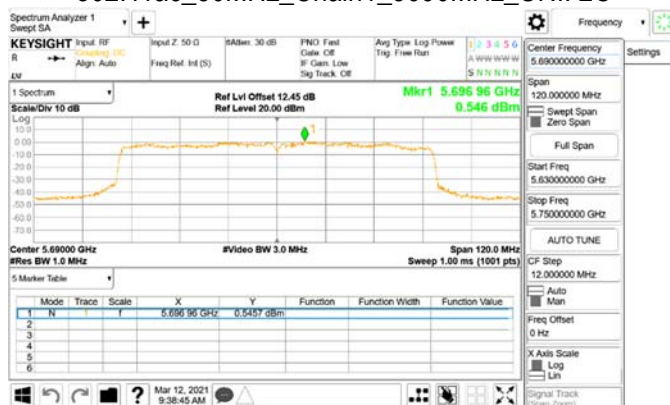 Spectrum Analyzer 1
Swept SA
Frequency
Settings
KEYSIGHT
Input: RF
Coupling: DC
Align: Auto
Input Z: 50 Ω
Freq Ref: Int (S)
#Atten: 30 dB
PNO: Fast
Gate: Off
IF Gain: Low
Sig Track: Off
Avg Type: Log-Power
Trig: Free Run
1 2 3 4 5 6
A W W W W W
S N N N N N
R
LM
1 Spectrum
Scale/Div 10 dB
Ref Lvl Offset 12.45 dB
Ref Level 20.00 dBm
Mkr1 5.696 96 GHz
0.546 dBm
Log
10.0
0.00
-10.0
-20.0
-30.0
-40.0
-50.0
-60.0
-70.0
1
Center 5.69000 GHz
#Res BW 1.0 MHz
#Video BW 3.0 MHz
Span 120.0 MHz
Sweep 1.00 ms (1001 pts)
5 Marker Table
Mode Trace Scale X Y Function Function Width Function Value
1 N 1 f 5.696 96 GHz 0.5457 dBm
2
3
4
5
6
Mar 12, 2021
9:38:45 AM
Center Frequency
5.690000000 GHz
Span
120.000000 MHz
Swept Span
Zero Span
Full Span
Start Freq
5.630000000 GHz
Stop Freq
5.750000000 GHz
AUTO TUNE
CF Step
12.000000 MHz
Auto
Man
Freq Offset
0 Hz
X Axis Scale
Log
Lin
Signal Track